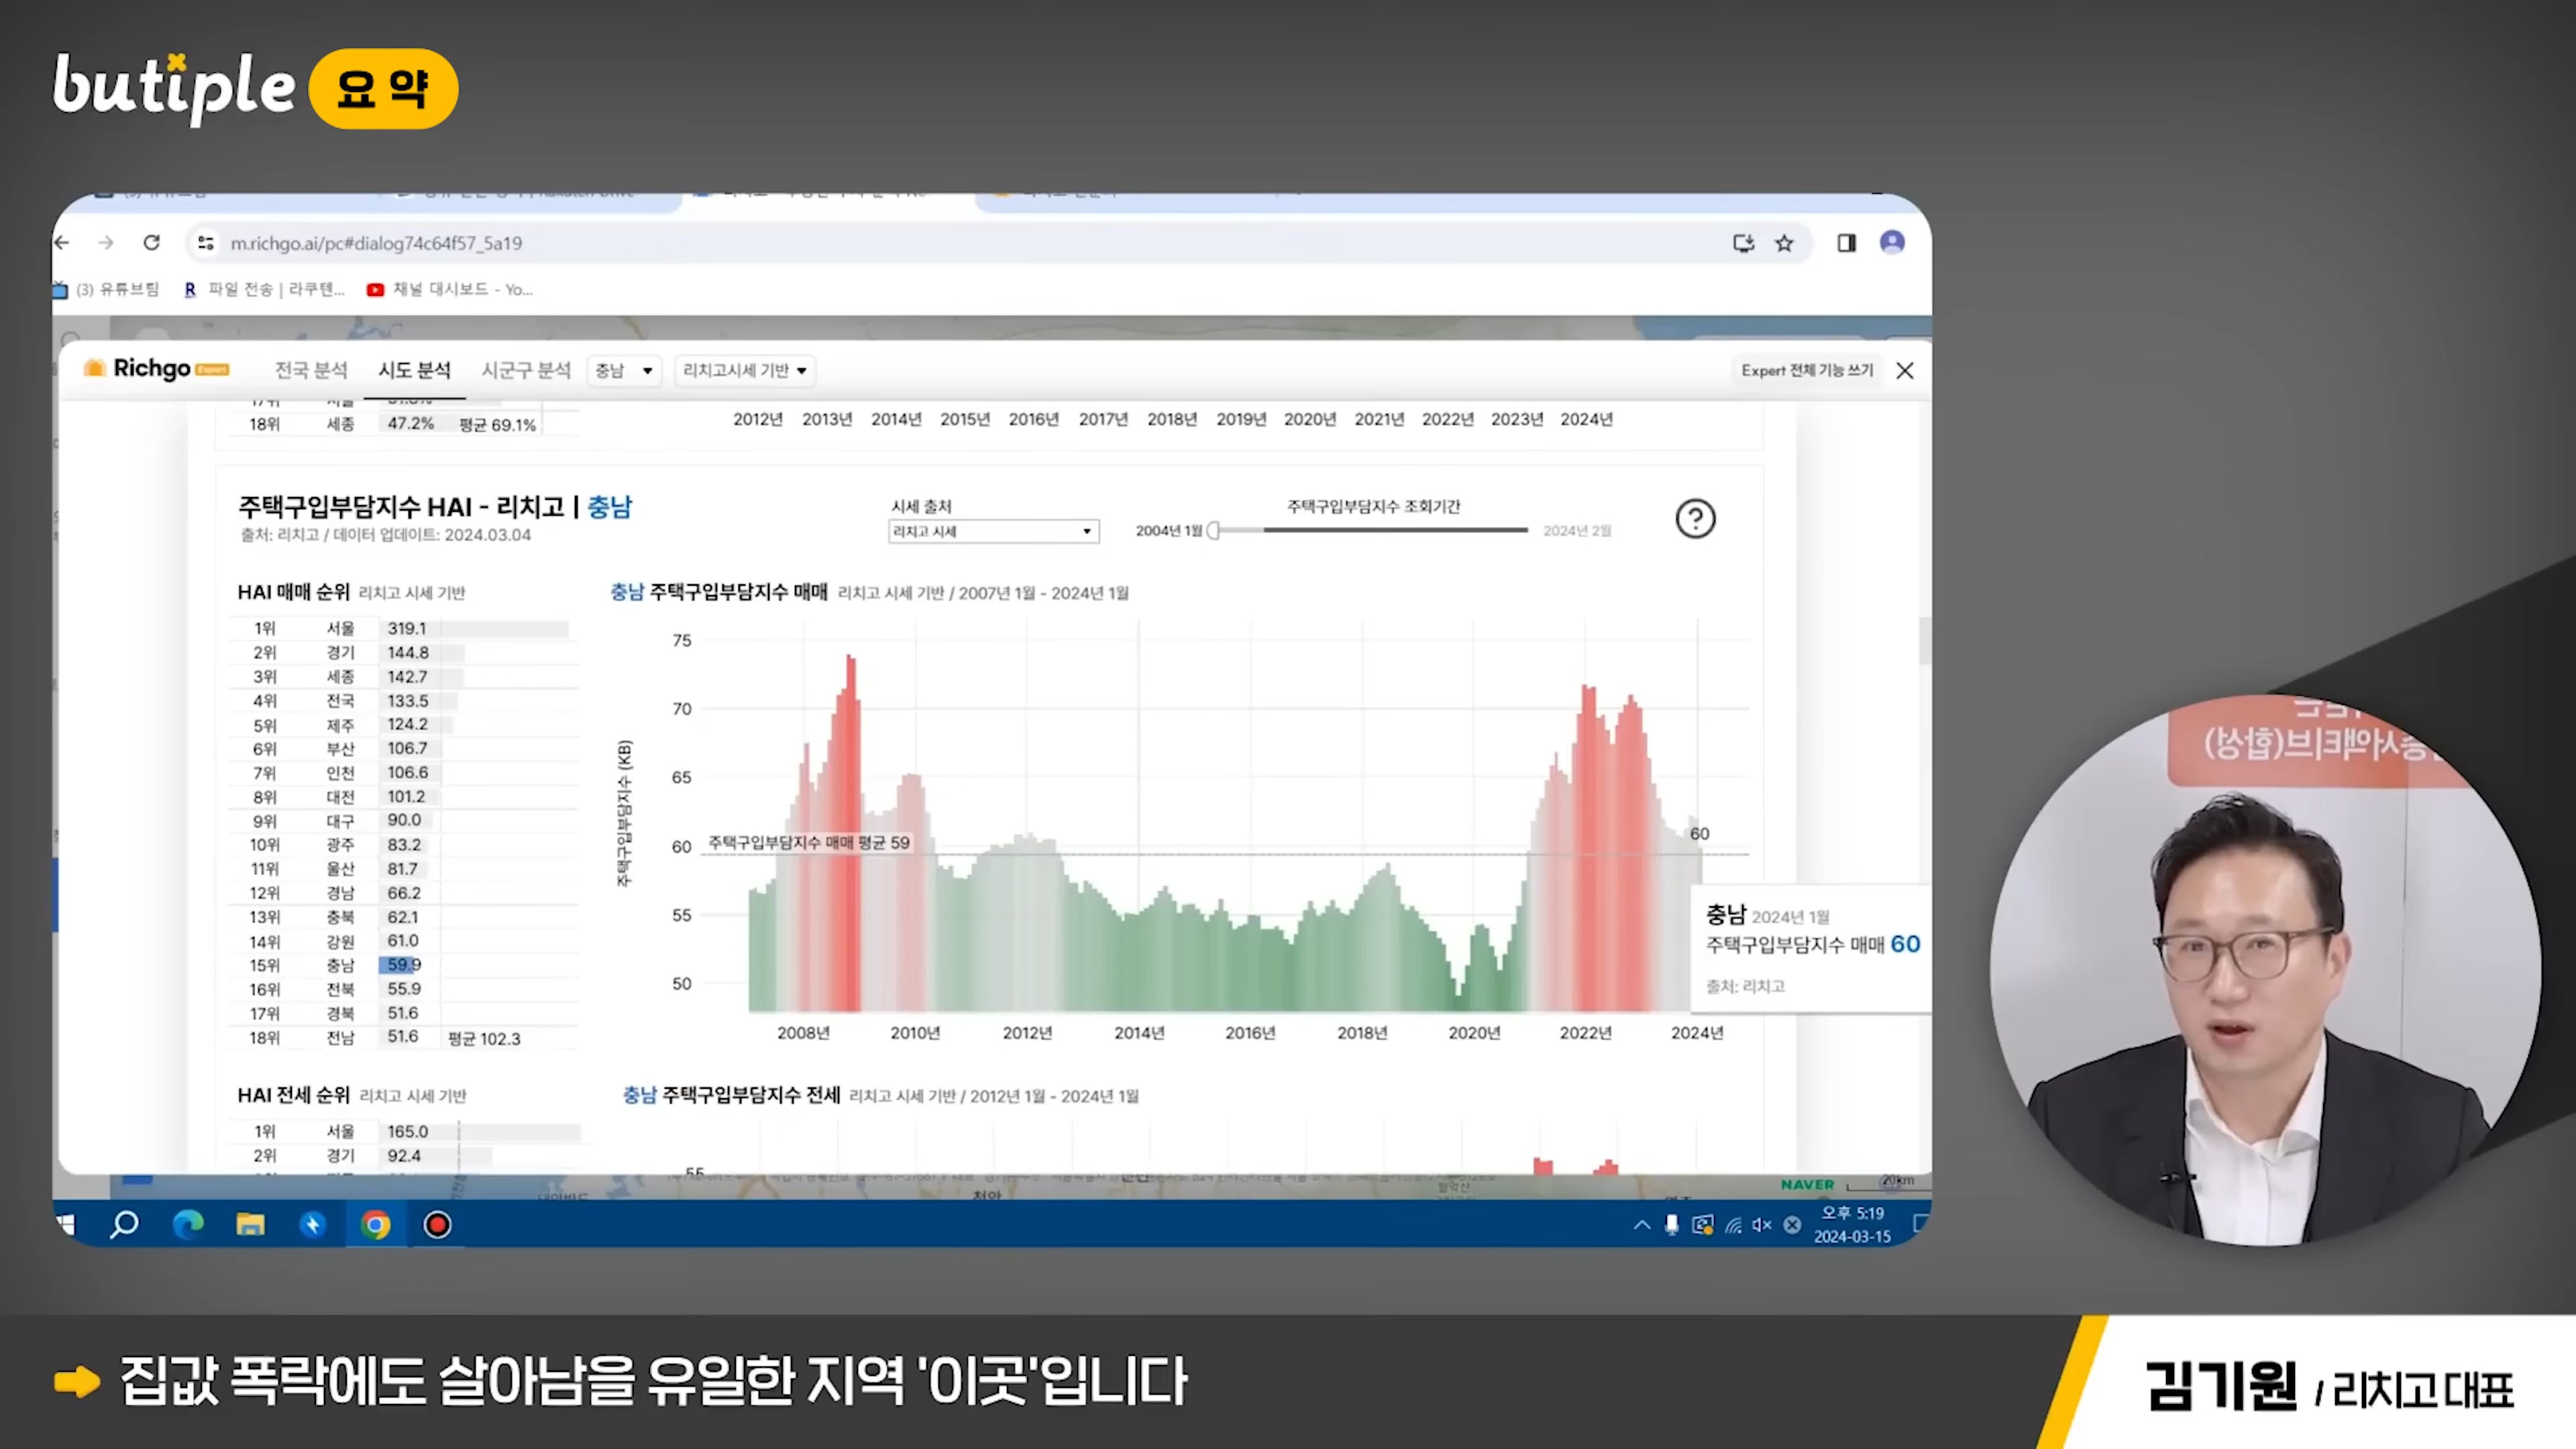 butiple 요약
m.richgo.ai/pc#dialog74c64f57_5a19
(3) 유튜브팀
R 파일 전송 | 라쿠텐...
채널 대시보드 - Yo...
Richgo Expert 전국 분석 시도 분석 시군구 분석 충남 리치고시세 기반 Expert 전체 기능 쓰기
18위 세종 47.2% 평균 69.1%
2012년 2013년 2014년 2015년 2016년 2017년 2018년 2019년 2020년 2021년 2022년 2023년 2024년
주택구입부담지수 HAI - 리치고 | 충남
출처: 리치고 / 데이터 업데이트: 2024.03.04
시세 출처
리치고 시세
주택구입부담지수 조회기간
2004년 1월 2024년 2월
?
HAI 매매 순위 리치고 시세 기반
1위 서울 319.1
2위 경기 144.8
3위 세종 142.7
4위 전국 133.5
5위 제주 124.2
6위 부산 106.7
7위 인천 106.6
8위 대전 101.2
9위 대구 90.0
10위 광주 83.2
11위 울산 81.7
12위 경남 66.2
13위 충북 62.1
14위 강원 61.0
15위 충남 59.9
16위 전북 55.9
17위 경북 51.6
18위 전남 51.6 평균 102.3
충남 주택구입부담지수 매매 리치고 시세 기반 / 2007년 1월 - 2024년 1월
주택구입부담지수 (KB)
75
70
65
60
55
50
주택구입부담지수 매매 평균 59
60
2008년 2010년 2012년 2014년 2016년 2018년 2020년 2022년 2024년
충남 2024년 1월
주택구입부담지수 매매 60
출처: 리치고
HAI 전세 순위 리치고 시세 기반
1위 서울 165.0
2위 경기 92.4
충남 주택구입부담지수 전세 리치고 시세 기반 / 2012년 1월 - 2024년 1월
55
천안
NAVER 20km
오후 5:19
2024-03-15
집값 폭락에도 살아남을 유일한 지역 '이곳'입니다
김기원 / 리치고 대표